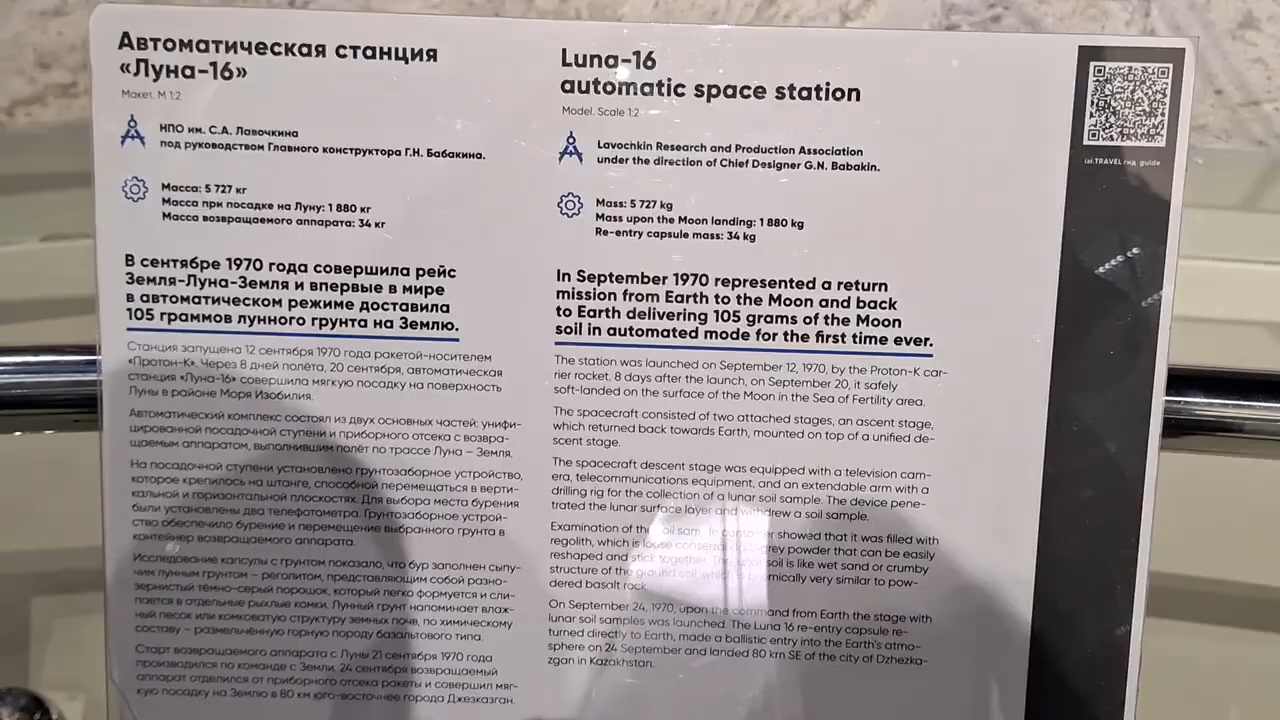 Автоматическая станция
«Луна-16»
Макет. М 1:2
НПО им. С.А. Лавочкина
под руководством Главного конструктора Г.Н. Бабакина.
Масса: 5 727 кг
Масса при посадке на Луну: 1 880 кг
Масса возвращаемого аппарата: 34 кг
В сентябре 1970 года совершила рейс
Земля-Луна-Земля и впервые в мире
в автоматическом режиме доставила
105 граммов лунного грунта на Землю.
Станция запущена 12 сентября 1970 года ракетой-носителем
«Протон-К». Через 8 дней полёта, 20 сентября, автоматическая
станция «Луна-16» совершила мягкую посадку на поверхность
Луны в районе Моря Изобилия.
Автоматический комплекс состоял из двух основных частей: унифи-
цированной посадочной ступени и приборного отсека с возвра-
щаемым аппаратом, выполнившим полёт по трассе Луна – Земля.
На посадочной ступени установлено грунтозаборное устройство,
которое крепилось на штанге, способной перемещаться в верти-
кальной и горизонтальной плоскостях. Для выбора места бурения
были установлены два телефотометра. Грунтозаборное устрой-
ство обеспечило бурение и перемещение выбранного грунта в
контейнер возвращаемого аппарата.
Исследование капсулы с грунтом показало, что бур заполнен сыпу-
чим лунным грунтом – реголитом, представляющим собой разно-
зернистый тёмно-серый порошок, который легко формуется и сли-
пается в отдельные рыхлые комки. Лунный грунт напоминает влаж-
ный песок или комковатую структуру земных почв, по химическому
составу – размельчённую горную породу базальтового типа.
Старт возвращаемого аппарата с Луны 21 сентября 1970 года
производился по команде с Земли. 24 сентября возвращаемый
аппарат отделился от приборного отсека ракеты и совершил мяг-
кую посадку на Землю в 80 км юго-восточнее города Джезказган.
Luna-16
automatic space station
Model. Scale 1:2
Lavochkin Research and Production Association
under the direction of Chief Designer G.N. Babakin.
Mass: 5 727 kg
Mass upon the Moon landing: 1 880 kg
Re-entry capsule mass: 34 kg
In September 1970 represented a return
mission from Earth to the Moon and back
to Earth delivering 105 grams of the Moon
soil in automated mode for the first time ever.
The station was launched on September 12, 1970, by the Proton-K car-
rier rocket. 8 days after the launch, on September 20, it safely
soft-landed on the surface of the Moon in the Sea of Fertility area.
The spacecraft consisted of two attached stages, an ascent stage,
which returned back towards Earth, mounted on top of a unified de-
scent stage.
The spacecraft descent stage was equipped with a television cam-
era, telecommunications equipment, and an extendable arm with a
drilling rig for the collection of a lunar soil sample. The device pene-
trated the lunar surface layer and withdrew a soil sample.
Examination of the soil sample container showed that it was filled with
regolith, which is loose grey powder that can be easily
reshaped and stick together. The lunar soil is like wet sand or crumby
structure of the ground soil, which is chemically very similar to pow-
dered basalt rock.
On September 24, 1970, upon the command from Earth the stage with
lunar soil samples was launched. The Luna 16 re-entry capsule re-
turned directly to Earth, made a ballistic entry into the Earth's atmo-
sphere on 24 September and landed 80 km SE of the city of Dzhezka-
zgan in Kazakhstan.
izi.TRAVEL гид guide